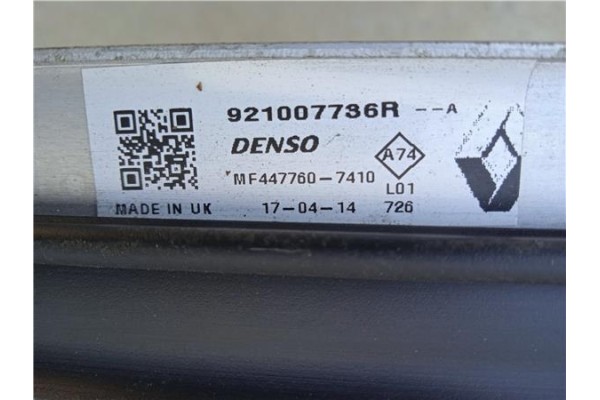 921007736R --A
DENSO
A74
MF447760-7410
L01
MADE IN UK 17-04-14 726